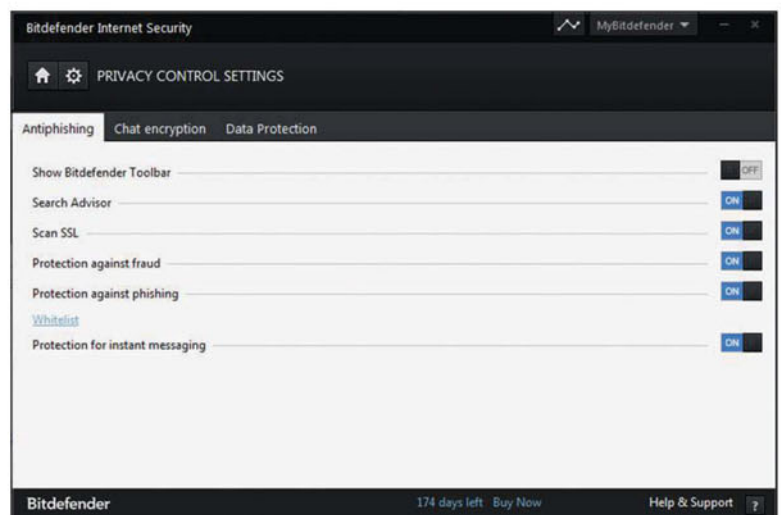 Bitdefender Internet Security MyBitdefender
PRIVACY CONTROL SETTINGS
Antiphishing Chat encryption Data Protection
Show Bitdefender Toolbar OFF
Search Advisor ON
Scan SSL ON
Protection against fraud ON
Protection against phishing ON
Whitelist
Protection for instant messaging ON
Bitdefender 174 days left Buy Now Help & Support ?